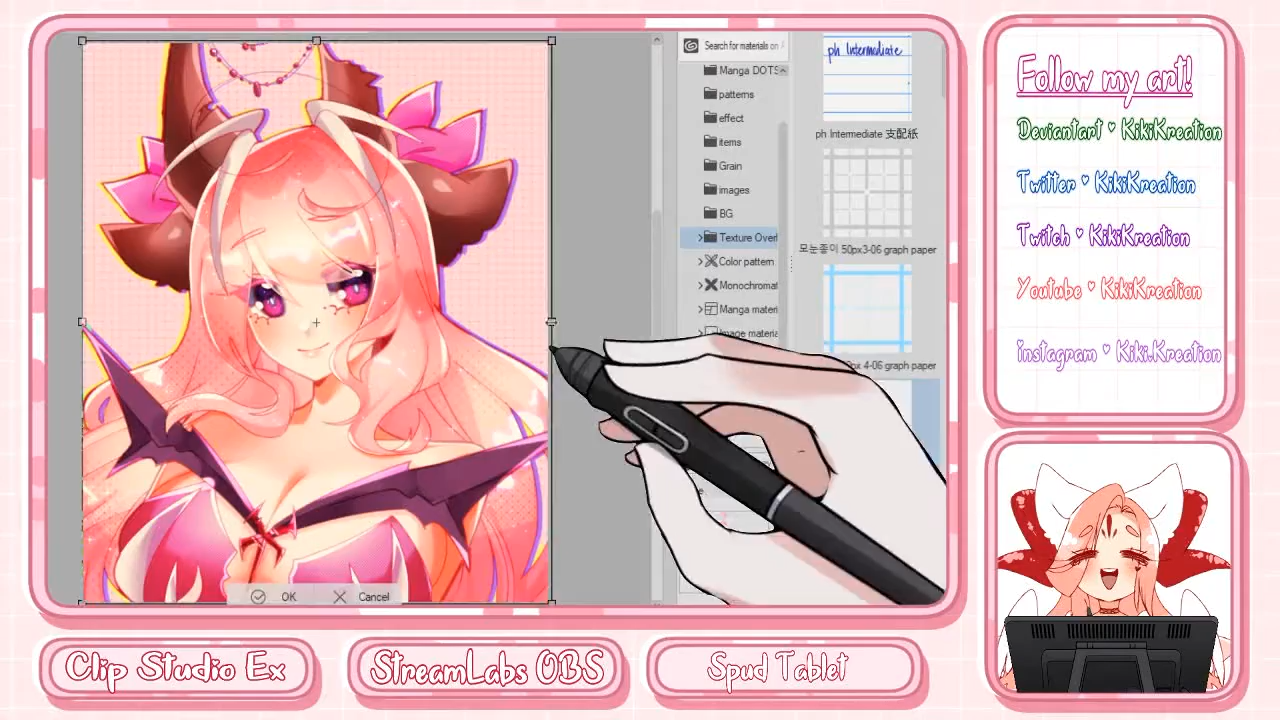 Search for materials on
Manga DOTS
patterns
effect
items
Grain
images
BG
Texture Overl
Color pattern
Monochromat
Manga mater
Image materia
ph Intermediate
ph Intermediate 支配紙
모눈종이 50px3-06 graph paper
px 4-06 graph paper
OK
Cancel
Follow my art!
Deviantart ♥ KikiKreation
Twitter ♥ KikiKreation
Twitch ♥ KikiKreation
Youtube ♥ KikiKreation
instagram ♥ Kiki.Kreation
Clip Studio Ex
StreamLabs OBS
Spud Tablet